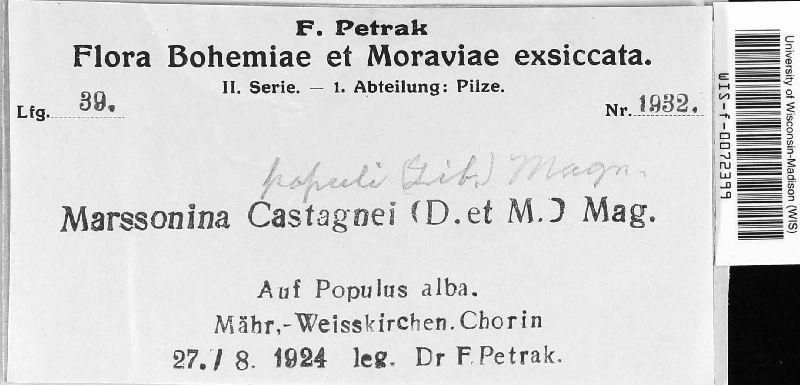 F. Petrak
Flora Bohemiae et Moraviae exsiccata.
II. Serie. — 1. Abteilung: Pilze.
Lfg. 39.
Nr. 1932.
populi (Lib.) Magn.
Marssonina Castagnei (D. et M.) Mag.
Auf Populus alba.
Mähr,-Weisskirchen. Chorin
27./ 8. 1924 leg. Dr F. Petrak.
University of Wisconsin-Madison (WIS)
WIS-f-0072399